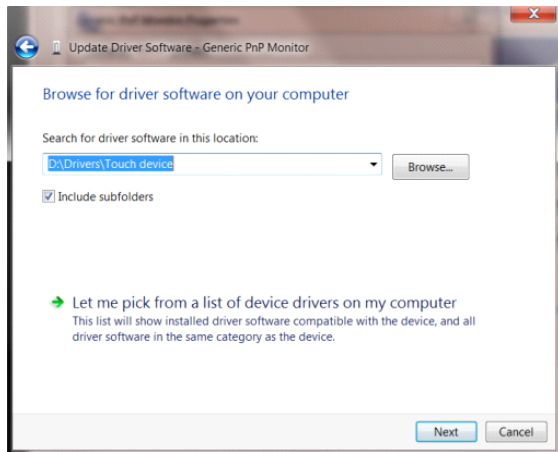 Update Driver Software - Generic PnP Monitor
Browse for driver software on your computer
Search for driver software in this location:
D:\Drivers\Touch device
Browse...
Include subfolders
Let me pick from a list of device drivers on my computer
This list will show installed driver software compatible with the device, and all
driver software in the same category as the device.
Next
Cancel